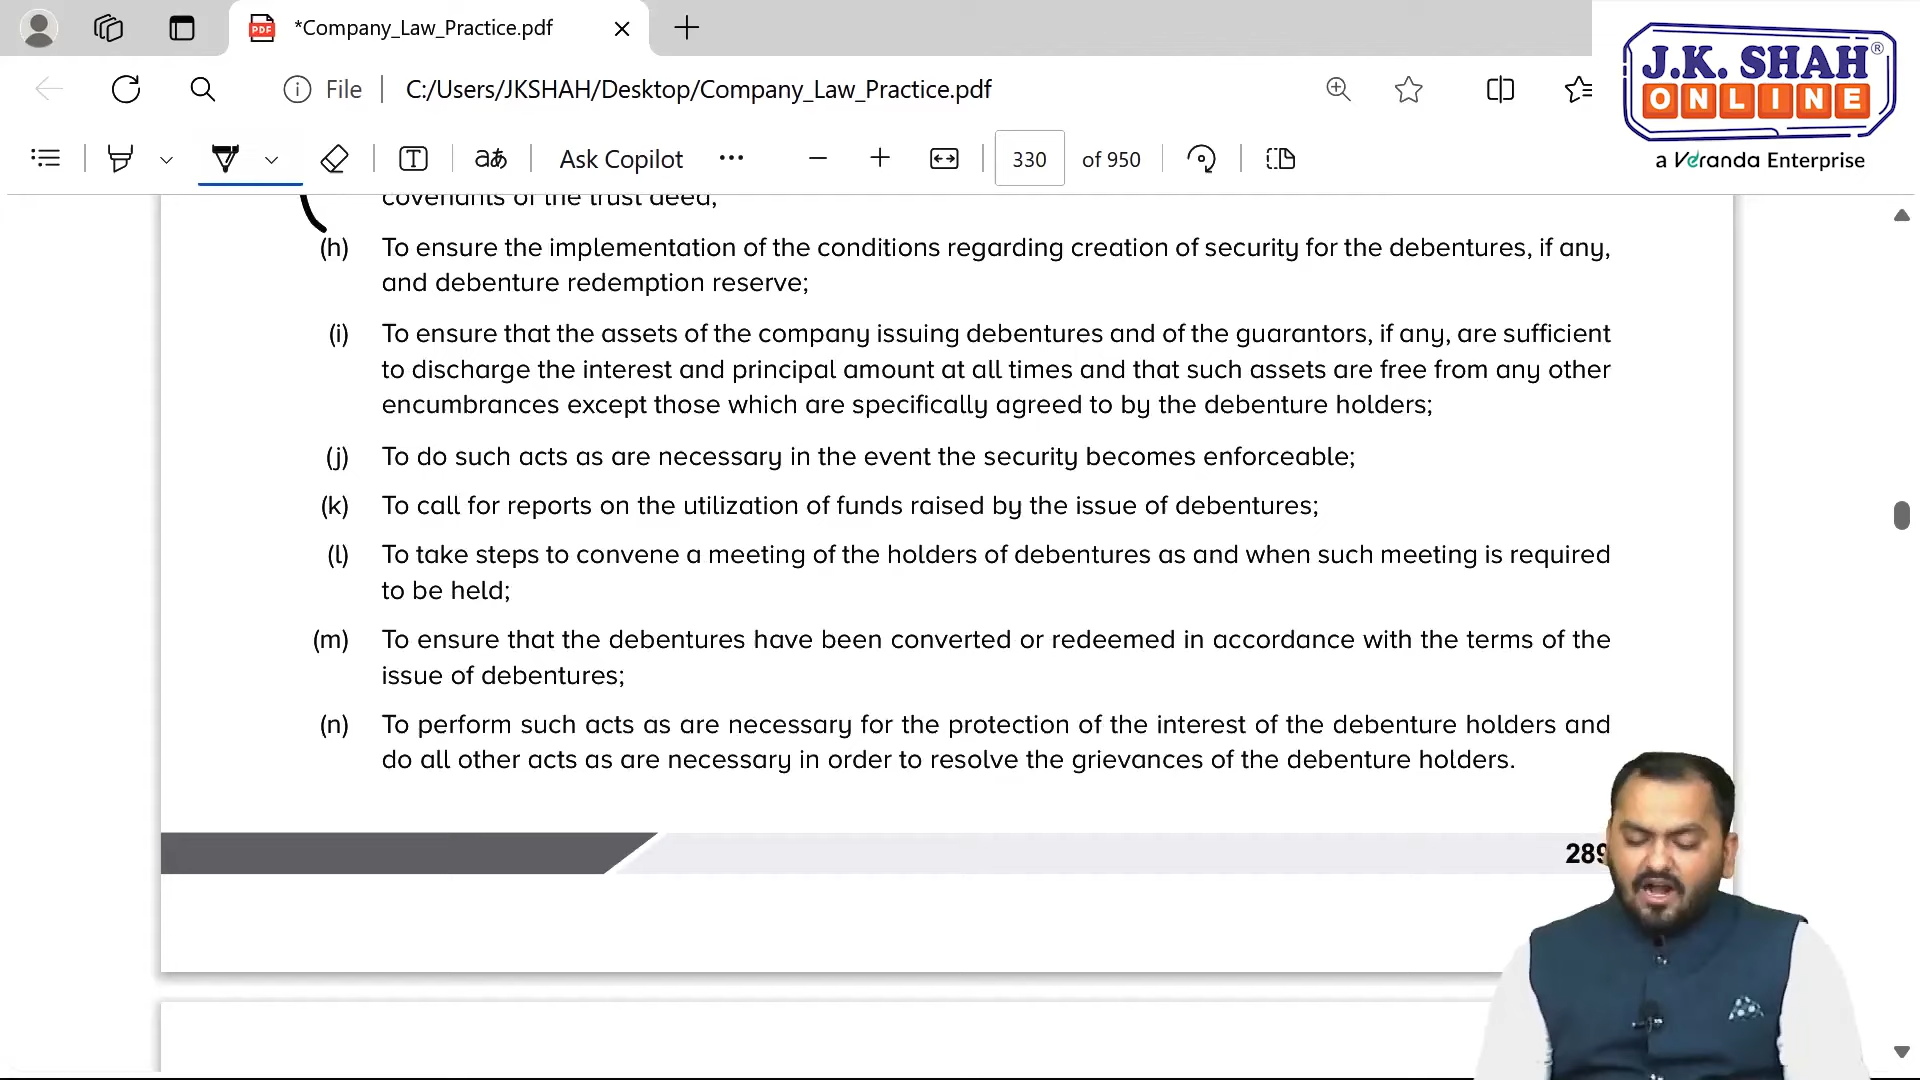 *Company_Law_Practice.pdf
File
C:/Users/JKSHAH/Desktop/Company_Law_Practice.pdf
J.K. SHAH®
ONLINE
a Veranda Enterprise
T
aあ
Ask Copilot
330
of 950
covenants of the trust deed;
(h) To ensure the implementation of the conditions regarding creation of security for the debentures, if any,
and debenture redemption reserve;
(i) To ensure that the assets of the company issuing debentures and of the guarantors, if any, are sufficient
to discharge the interest and principal amount at all times and that such assets are free from any other
encumbrances except those which are specifically agreed to by the debenture holders;
(j) To do such acts as are necessary in the event the security becomes enforceable;
(k) To call for reports on the utilization of funds raised by the issue of debentures;
(l) To take steps to convene a meeting of the holders of debentures as and when such meeting is required
to be held;
(m) To ensure that the debentures have been converted or redeemed in accordance with the terms of the
issue of debentures;
(n) To perform such acts as are necessary for the protection of the interest of the debenture holders and
do all other acts as are necessary in order to resolve the grievances of the debenture holders.
289